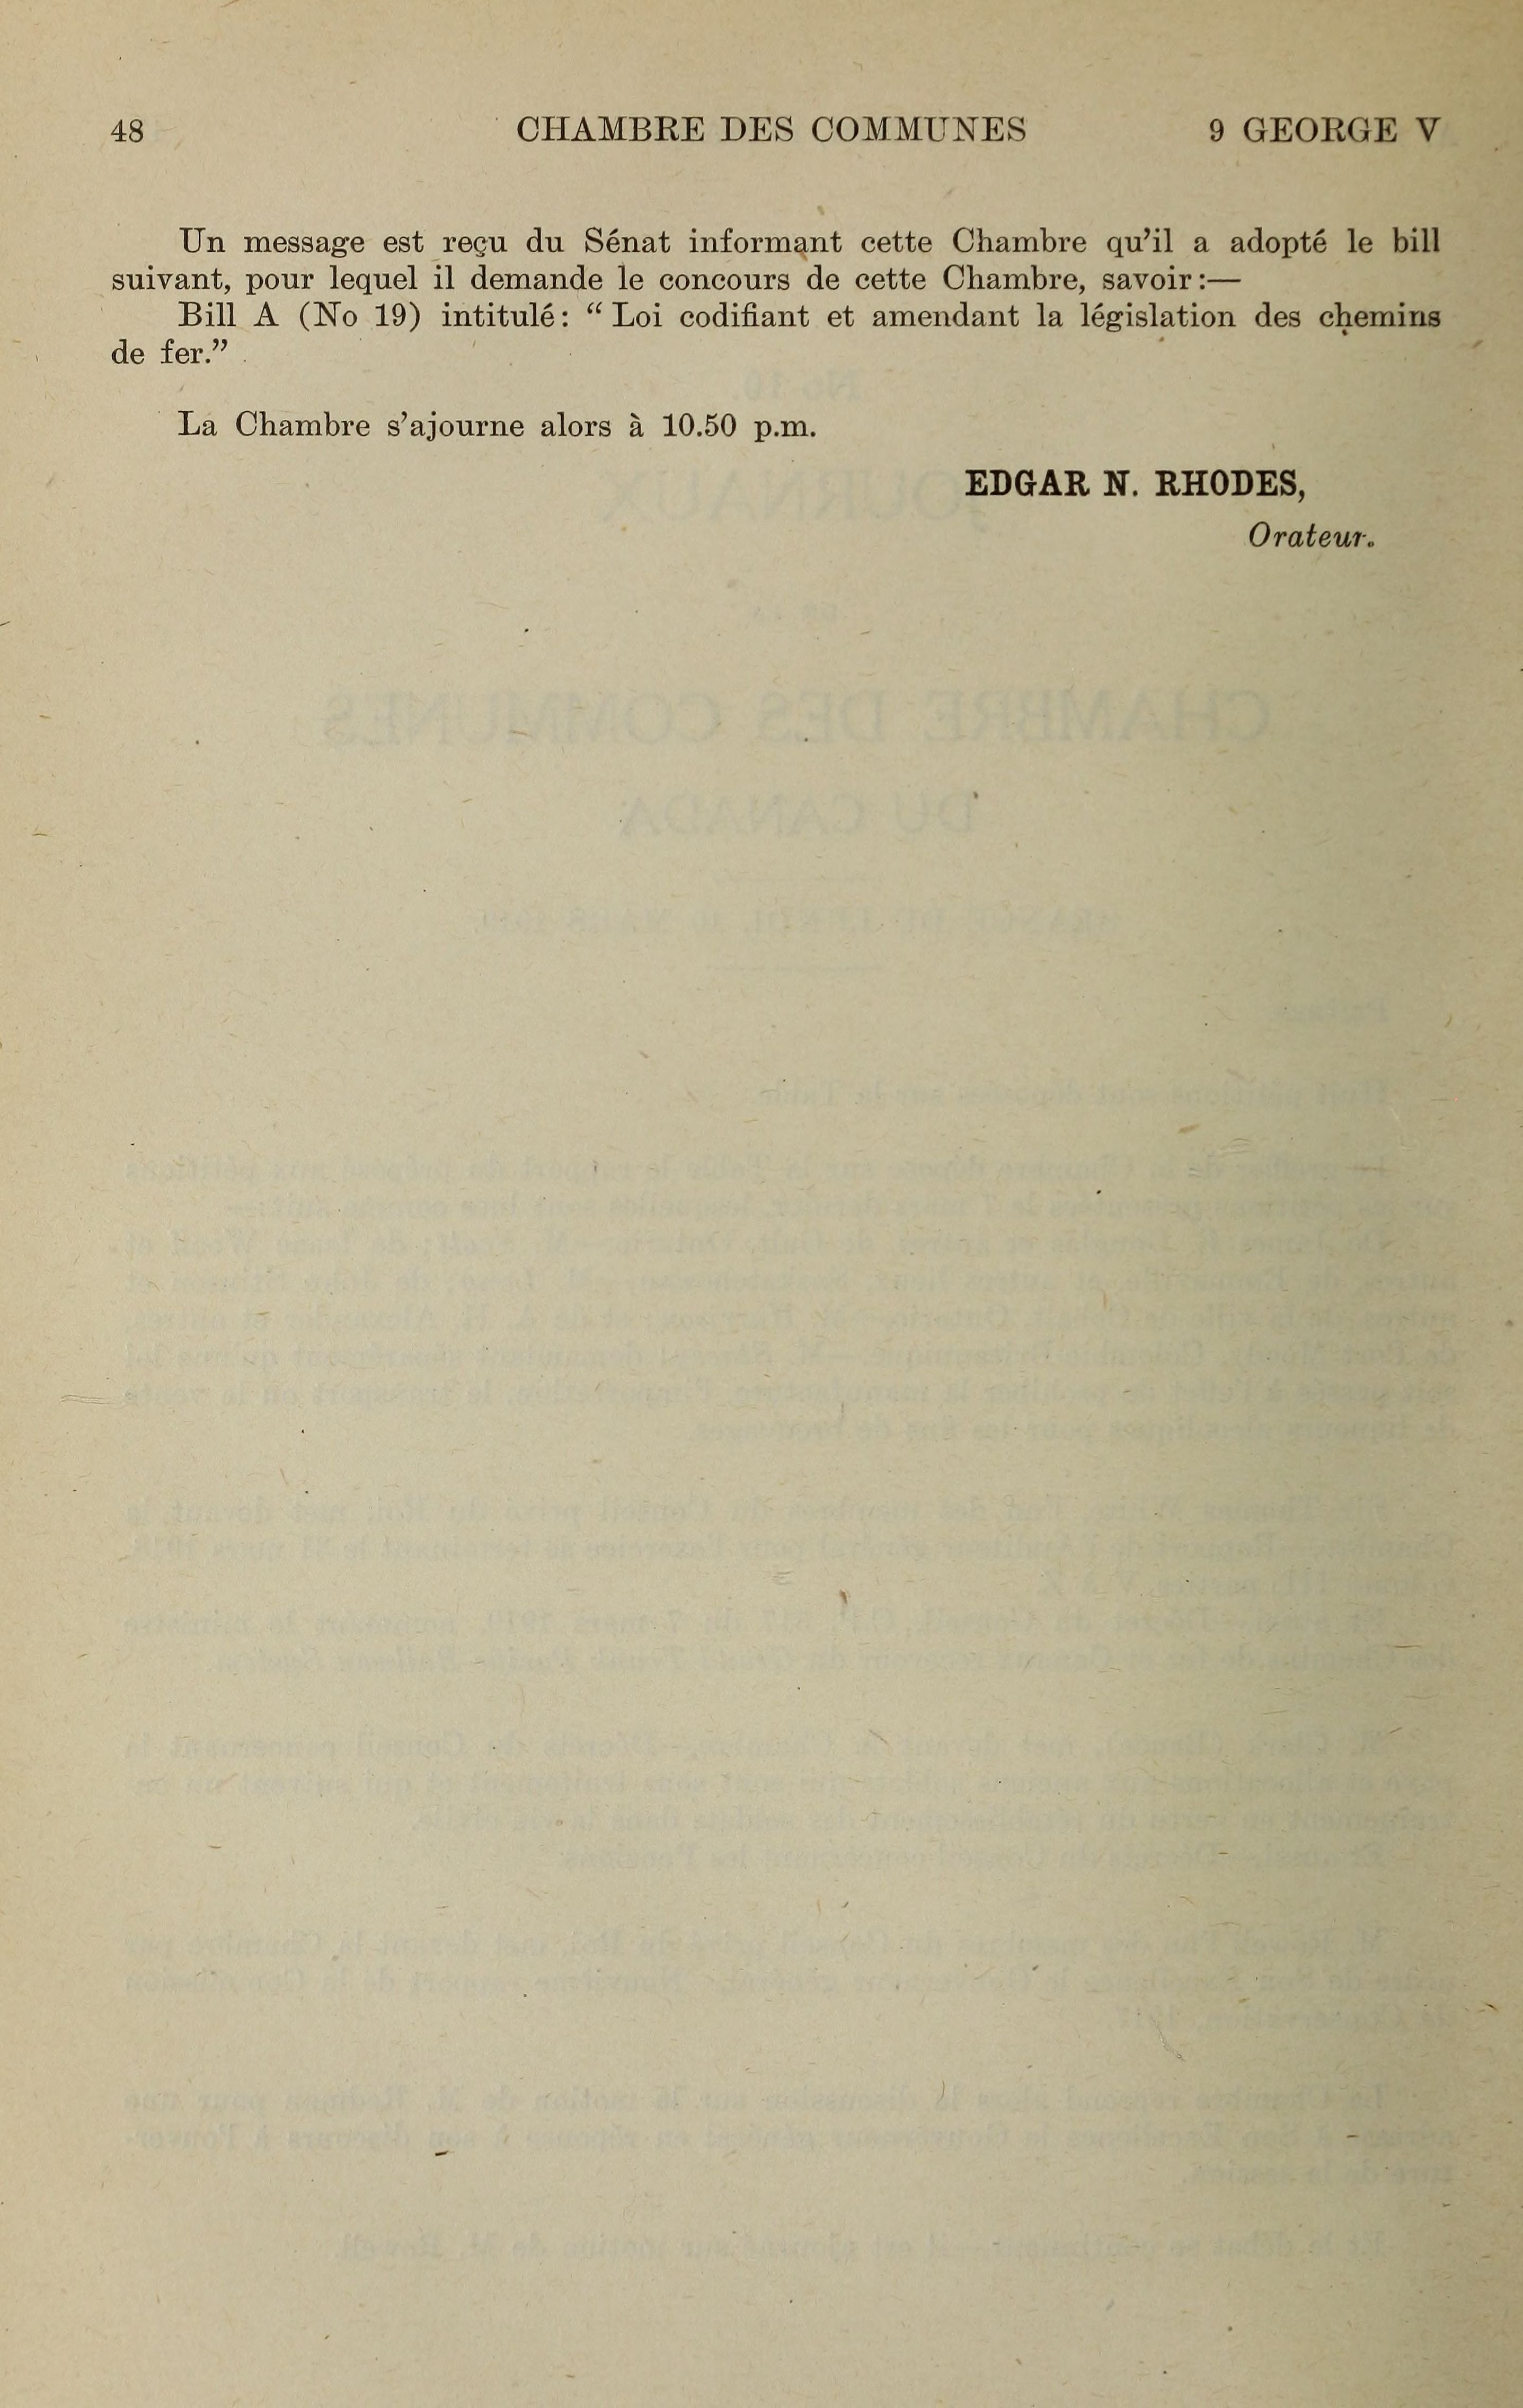 48 CHAMBRE DES COMMUNES 9 GEORGE V
Un message est reçu du Sénat informant cette Chambre qu’il a adopté le bill
suivant, pour lequel il demande le concours de cette Chambre, savoir:—
Bill A (No 19) intitulé: “ Loi codifiant et amendant la législation des chemins
de fer.”
La Chambre s’ajourne alors à 10.50 p.m.
EDGAR N. RHODES,
Orateur.